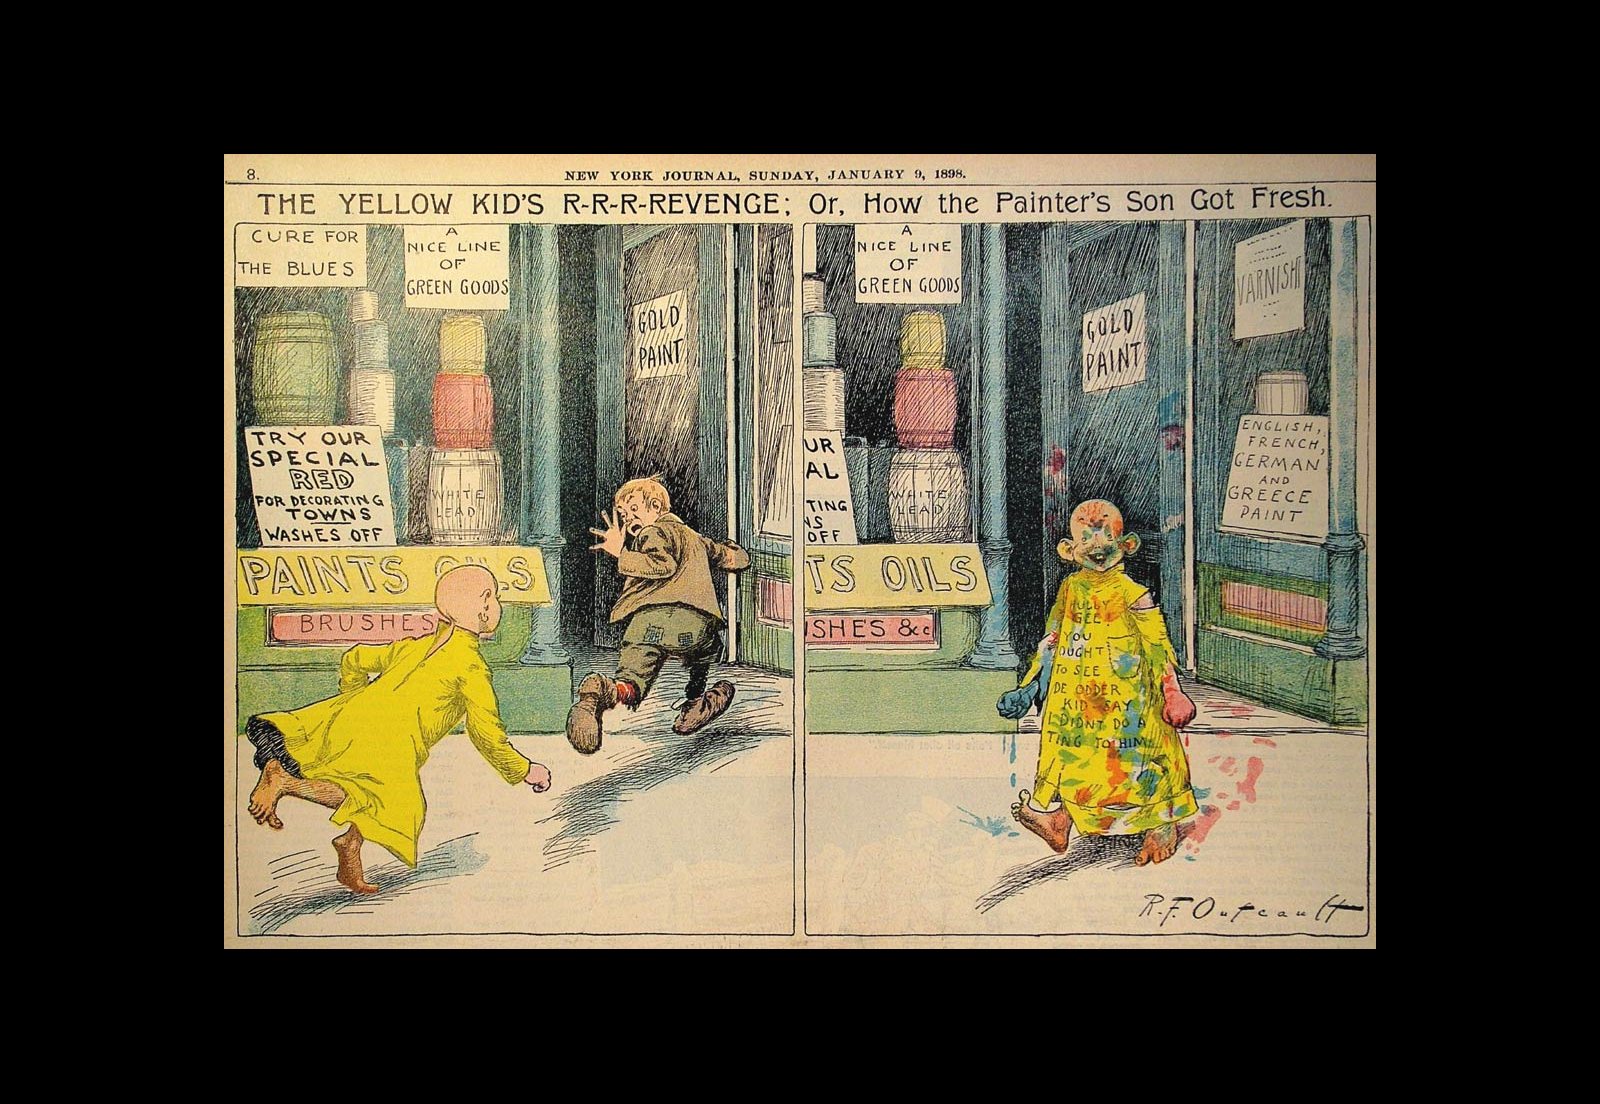 8.
NEW YORK JOURNAL, SUNDAY, JANUARY 9, 1898.
THE YELLOW KID'S R-R-R-REVENGE; Or, How the Painter's Son Got Fresh.
CURE FOR
THE BLUES
A
NICE LINE
OF
GREEN GOODS
GOLD
PAINT
TRY OUR
SPECIAL
RED
FOR DECORATING
TOWNS
WASHES OFF
WHITE
LEAD
PAINTS OILS
BRUSHES
A
NICE LINE
OF
GREEN GOODS
GOLD
PAINT
VARNISH
UR
AL
TING
NS
OFF
WHITE
LEAD
ENGLISH,
FRENCH,
GERMAN
AND
GREECE
PAINT
TS OILS
SHES &c
HULLY
GEE!
YOU
OUGHT
TO SEE
DE ODDER
KID SAY
I DIDNT DO A
TING TO HIM
R.F. Outcault